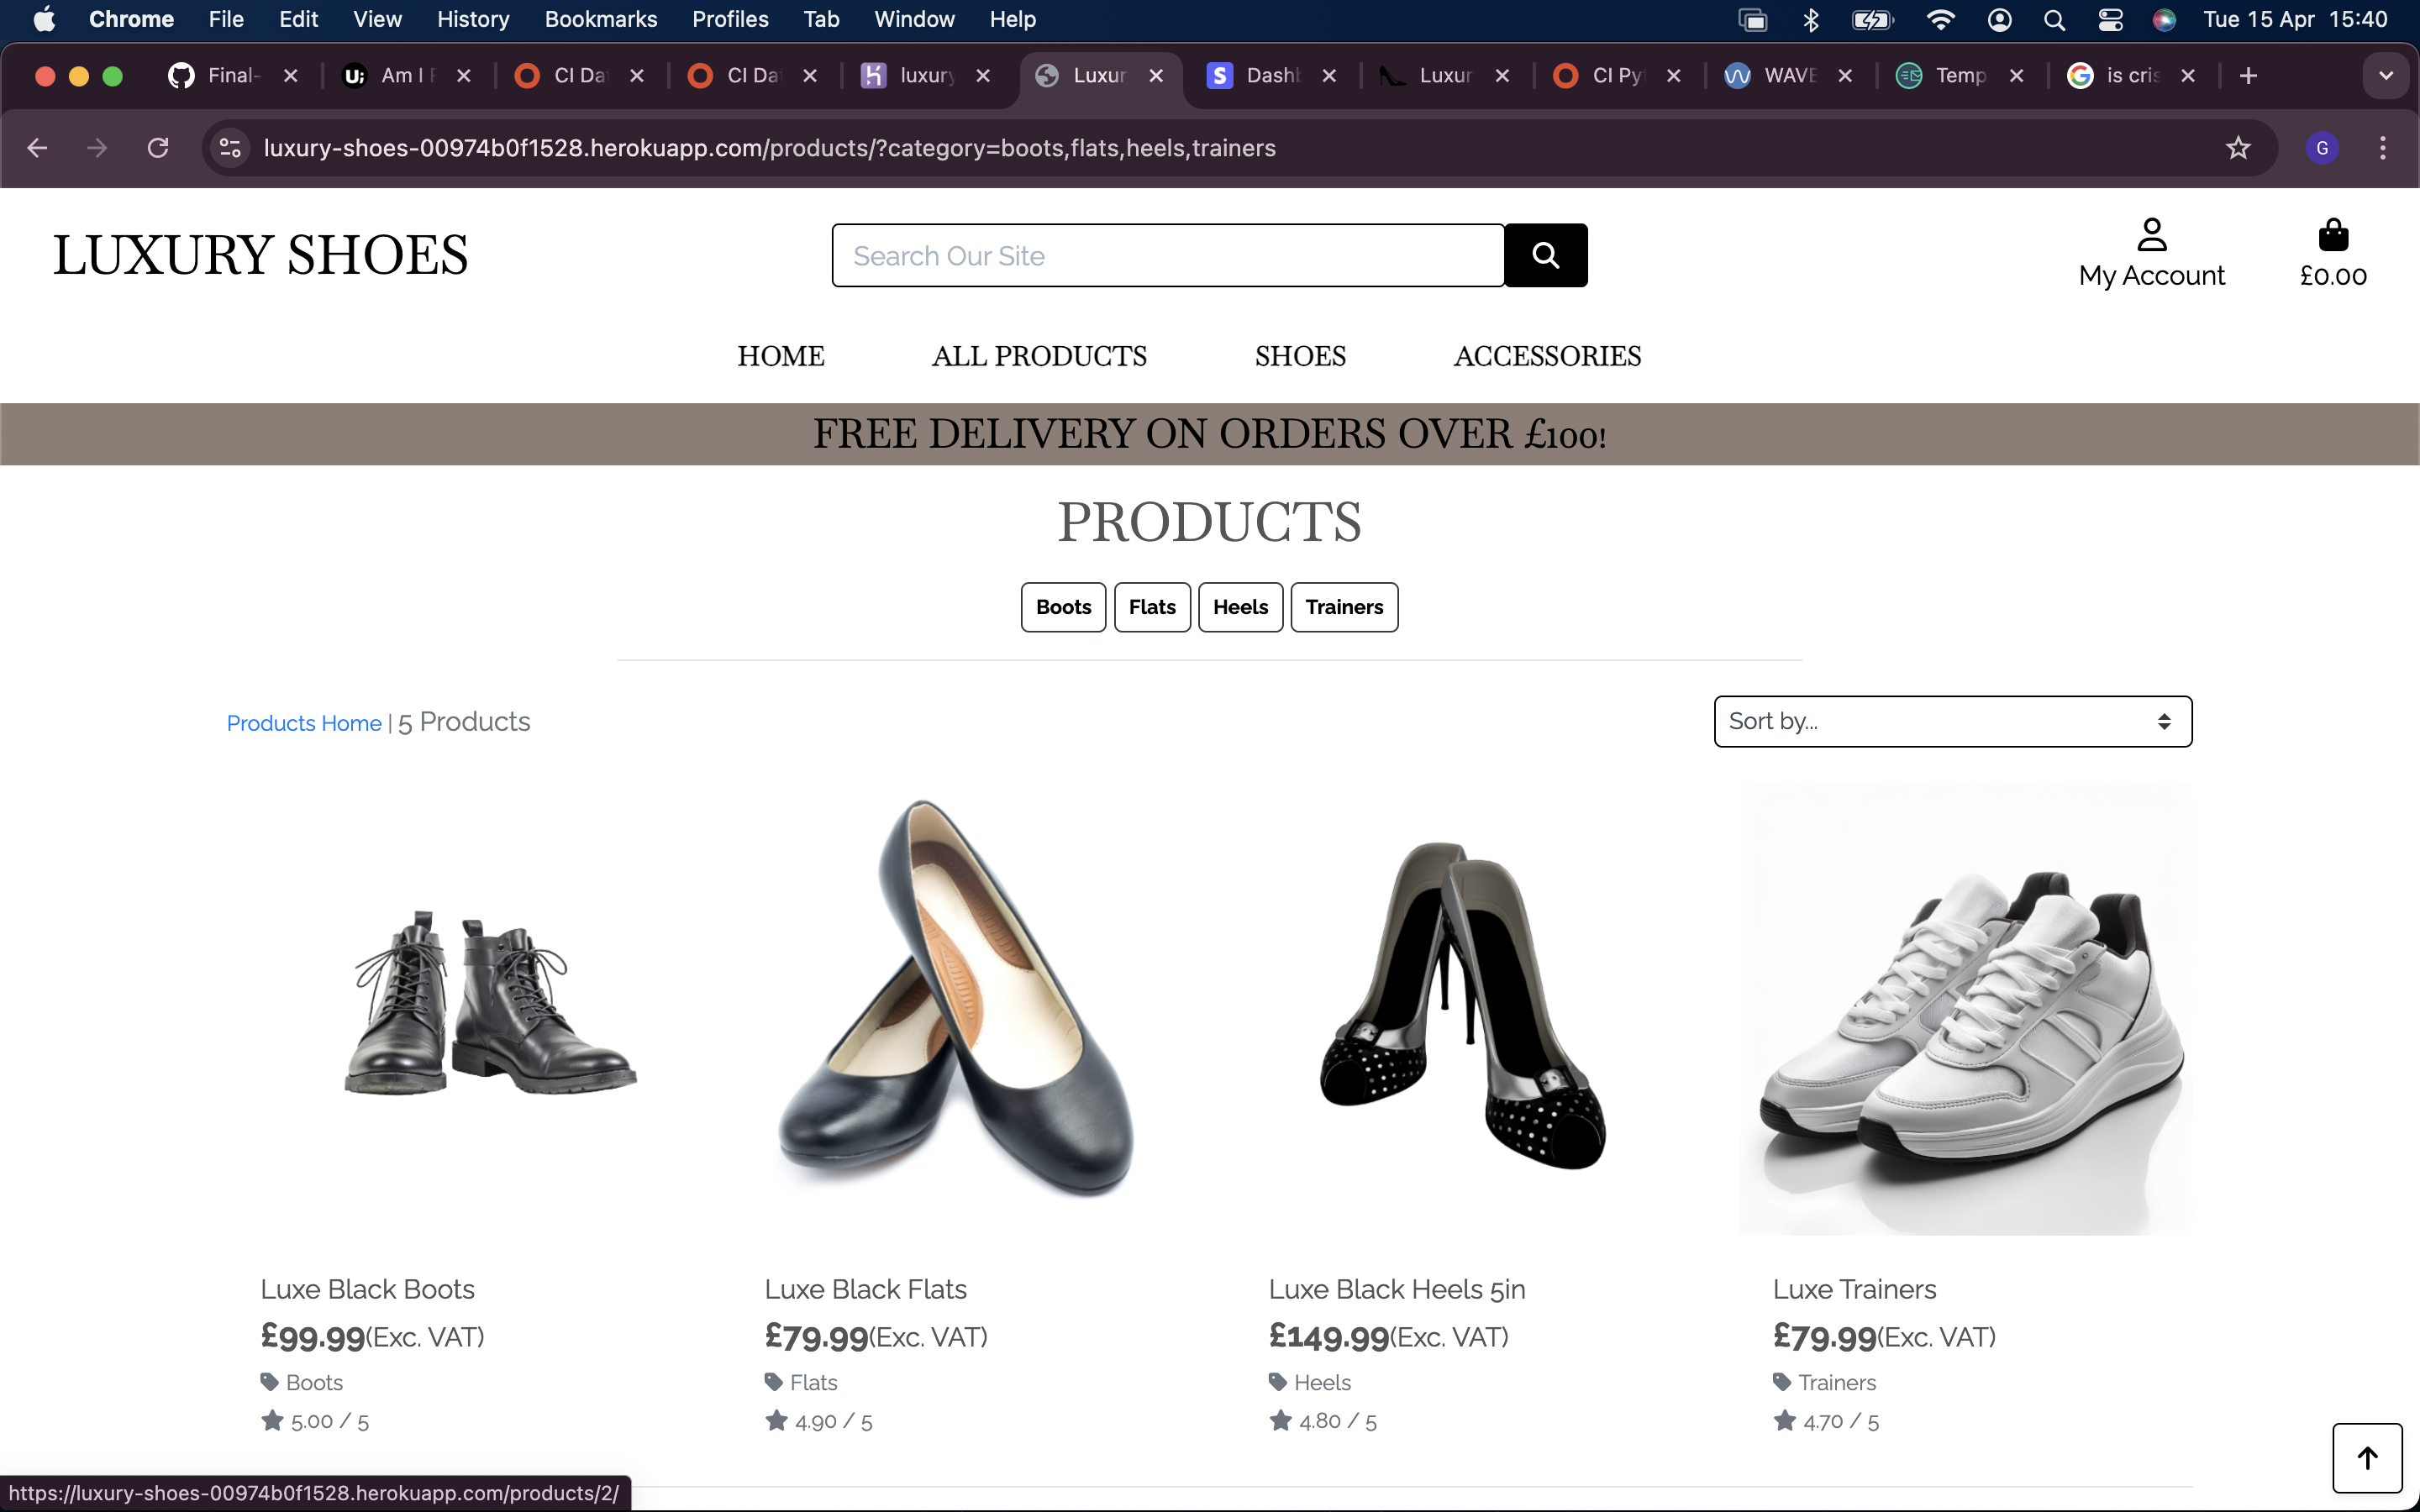 Chrome File Edit View History Bookmarks Profiles Tab Window Help Tue 15 Apr 15:40
Final- Am I CI Da CI Da luxury Luxur Dash Luxur CI Py WAVE Temp is cris
luxury-shoes-00974b0f1528.herokuapp.com/products/?category=boots,flats,heels,trainers G
LUXURY SHOES
Search Our Site
My Account
£0.00
HOME ALL PRODUCTS SHOES ACCESSORIES
FREE DELIVERY ON ORDERS OVER £100!
PRODUCTS
Boots Flats Heels Trainers
Products Home | 5 Products
Sort by...
Luxe Black Boots
£99.99(Exc. VAT)
Boots
5.00 / 5
Luxe Black Flats
£79.99(Exc. VAT)
Flats
4.90 / 5
Luxe Black Heels 5in
£149.99(Exc. VAT)
Heels
4.80 / 5
Luxe Trainers
£79.99(Exc. VAT)
Trainers
4.70 / 5
https://luxury-shoes-00974b0f1528.herokuapp.com/products/2/